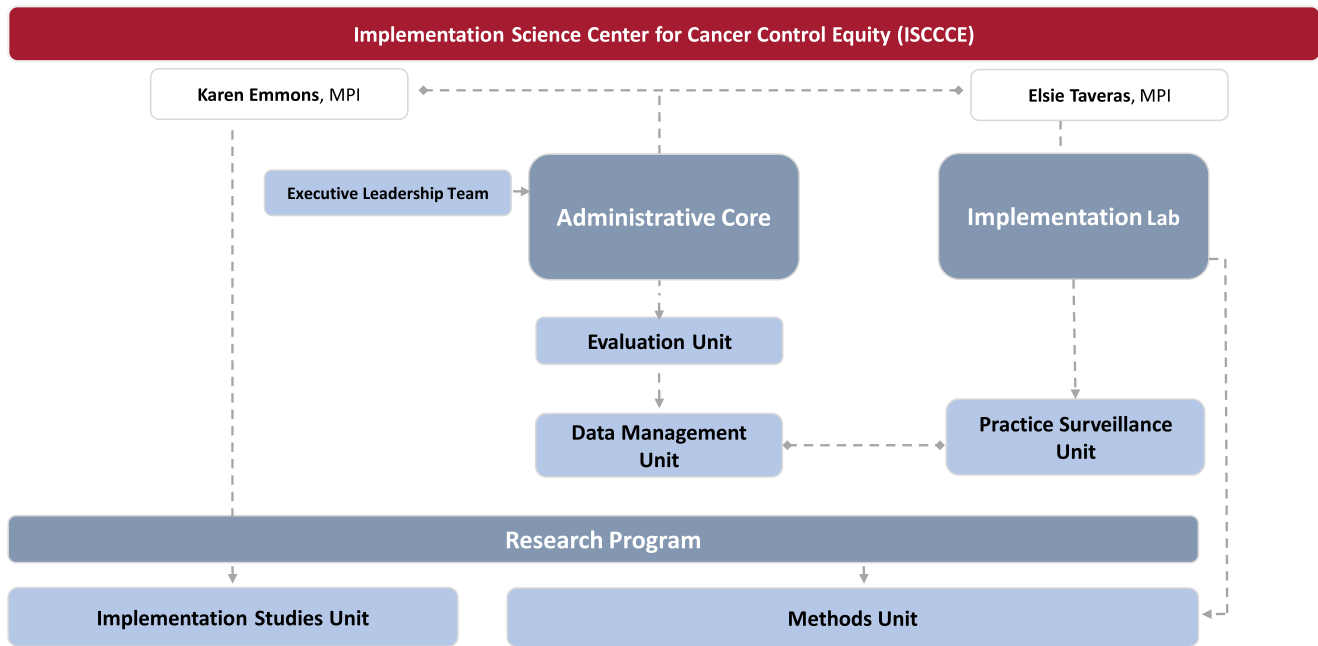 Implementation Science Center for Cancer Control Equity (ISCCCE)
Karen Emmons, MPI
Elsie Taveras, MPI
Executive Leadership Team
Administrative Core
Implementation Lab
Evaluation Unit
Data Management
Unit
Practice Surveillance
Unit
Research Program
Implementation Studies Unit
Methods Unit